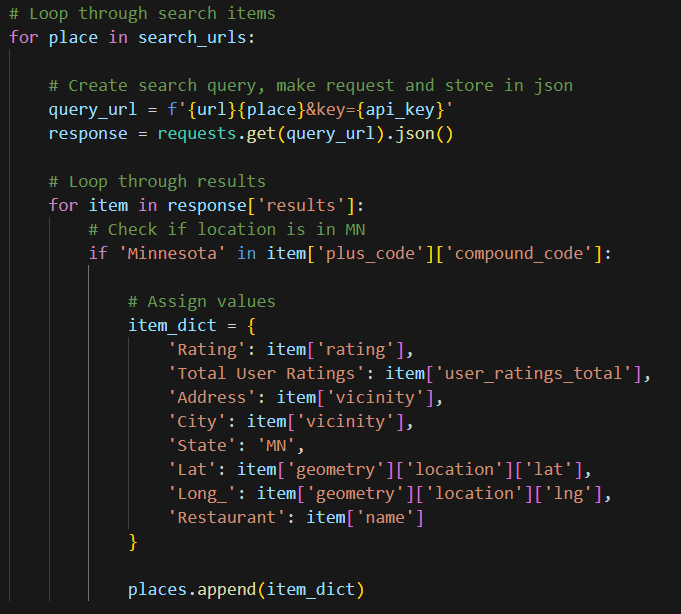 # Loop through search items
for place in search_urls:
# Create search query, make request and store in json
query_url = f'{url}{place}&key={api_key}'
response = requests.get(query_url).json()
# Loop through results
for item in response['results']:
# Check if location is in MN
if 'Minnesota' in item['plus_code']['compound_code']:
# Assign values
item_dict = {
'Rating': item['rating'],
'Total User Ratings': item['user_ratings_total'],
'Address': item['vicinity'],
'City': item['vicinity'],
'State': 'MN',
'Lat': item['geometry']['location']['lat'],
'Long_': item['geometry']['location']['lng'],
'Restaurant': item['name']
}
places.append(item_dict)